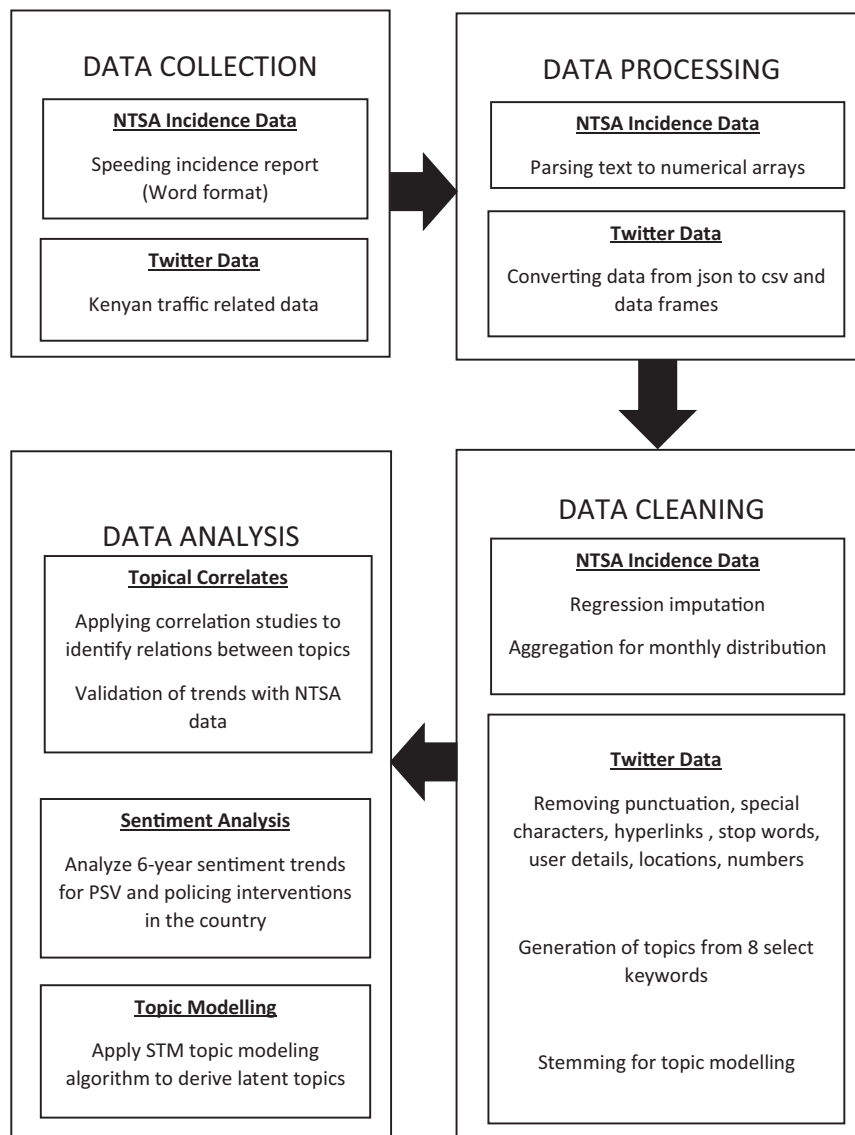 DATA COLLECTION
NTSA Incidence Data
Speeding incidence report
(Word format)
Twitter Data
Kenyan traffic related data
DATA PROCESSING
NTSA Incidence Data
Parsing text to numerical arrays
Twitter Data
Converting data from json to csv and
data frames
DATA CLEANING
NTSA Incidence Data
Regression imputation
Aggregation for monthly distribution
Twitter Data
Removing punctuation, special
characters, hyperlinks , stop words,
user details, locations, numbers
Generation of topics from 8 select
keywords
Stemming for topic modelling
DATA ANALYSIS
Topical Correlates
Applying correlation studies to
identify relations between topics
Validation of trends with NTSA
data
Sentiment Analysis
Analyze 6-year sentiment trends
for PSV and policing interventions
in the country
Topic Modelling
Apply STM topic modeling
algorithm to derive latent topics